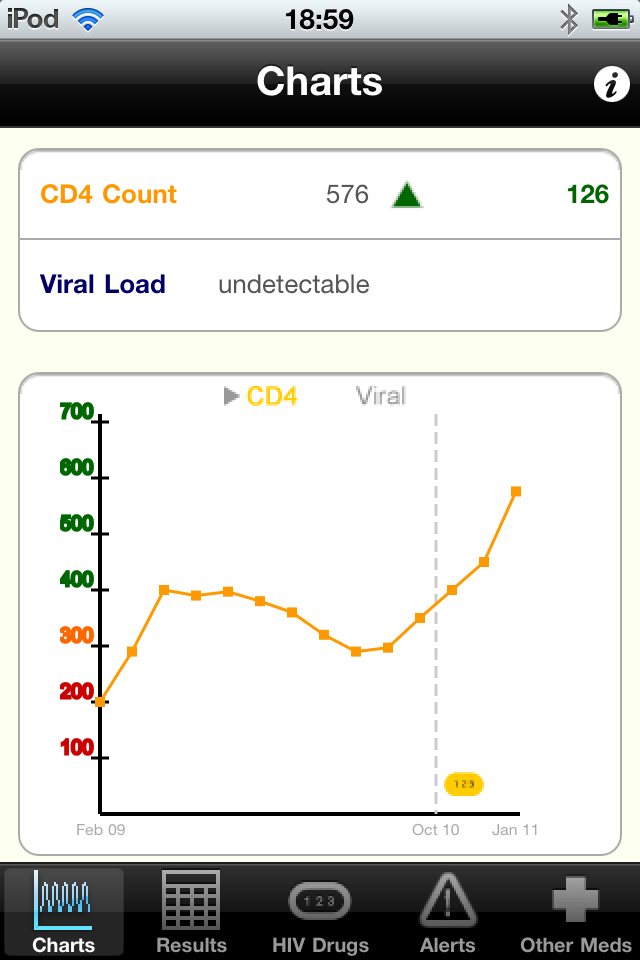 iPod 18:59
Charts i
CD4 Count 576 126
Viral Load undetectable
CD4 Viral
700
600
500
400
300
200
100
123
Feb 09 Oct 10 Jan 11
123
Charts Results HIV Drugs Alerts Other Meds